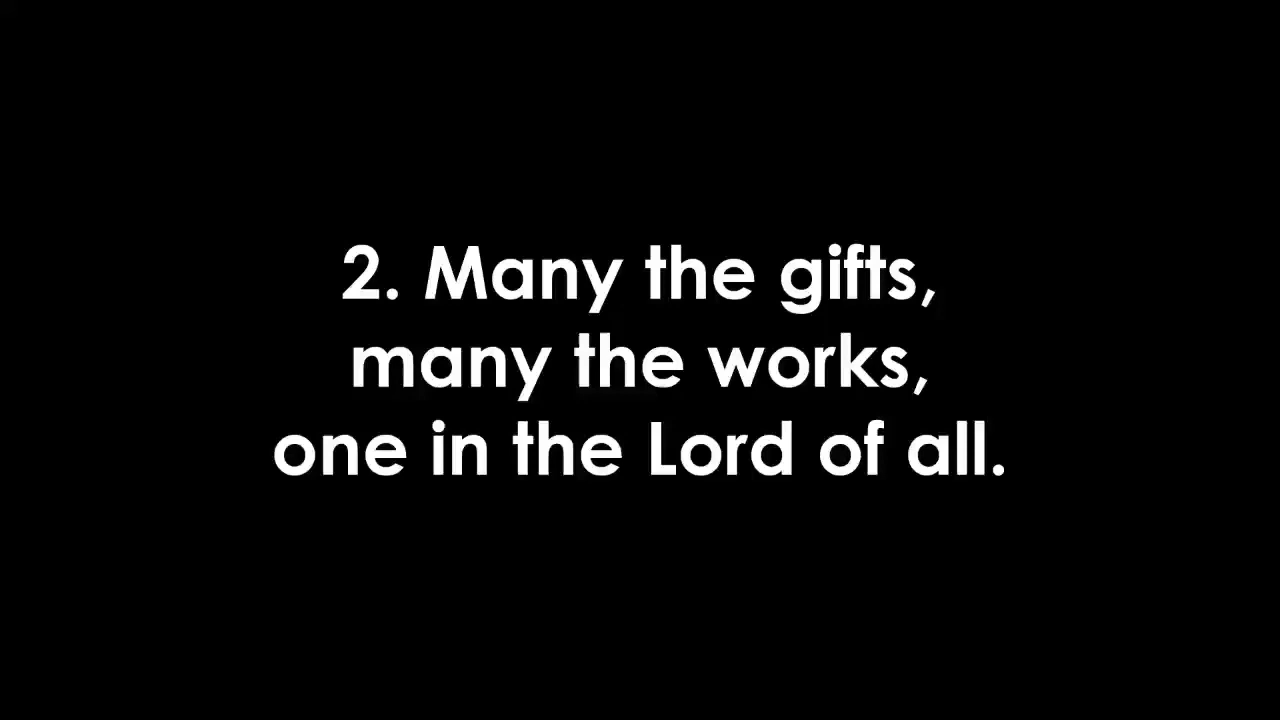 2. Many the gifts,
many the works,
one in the Lord of all.